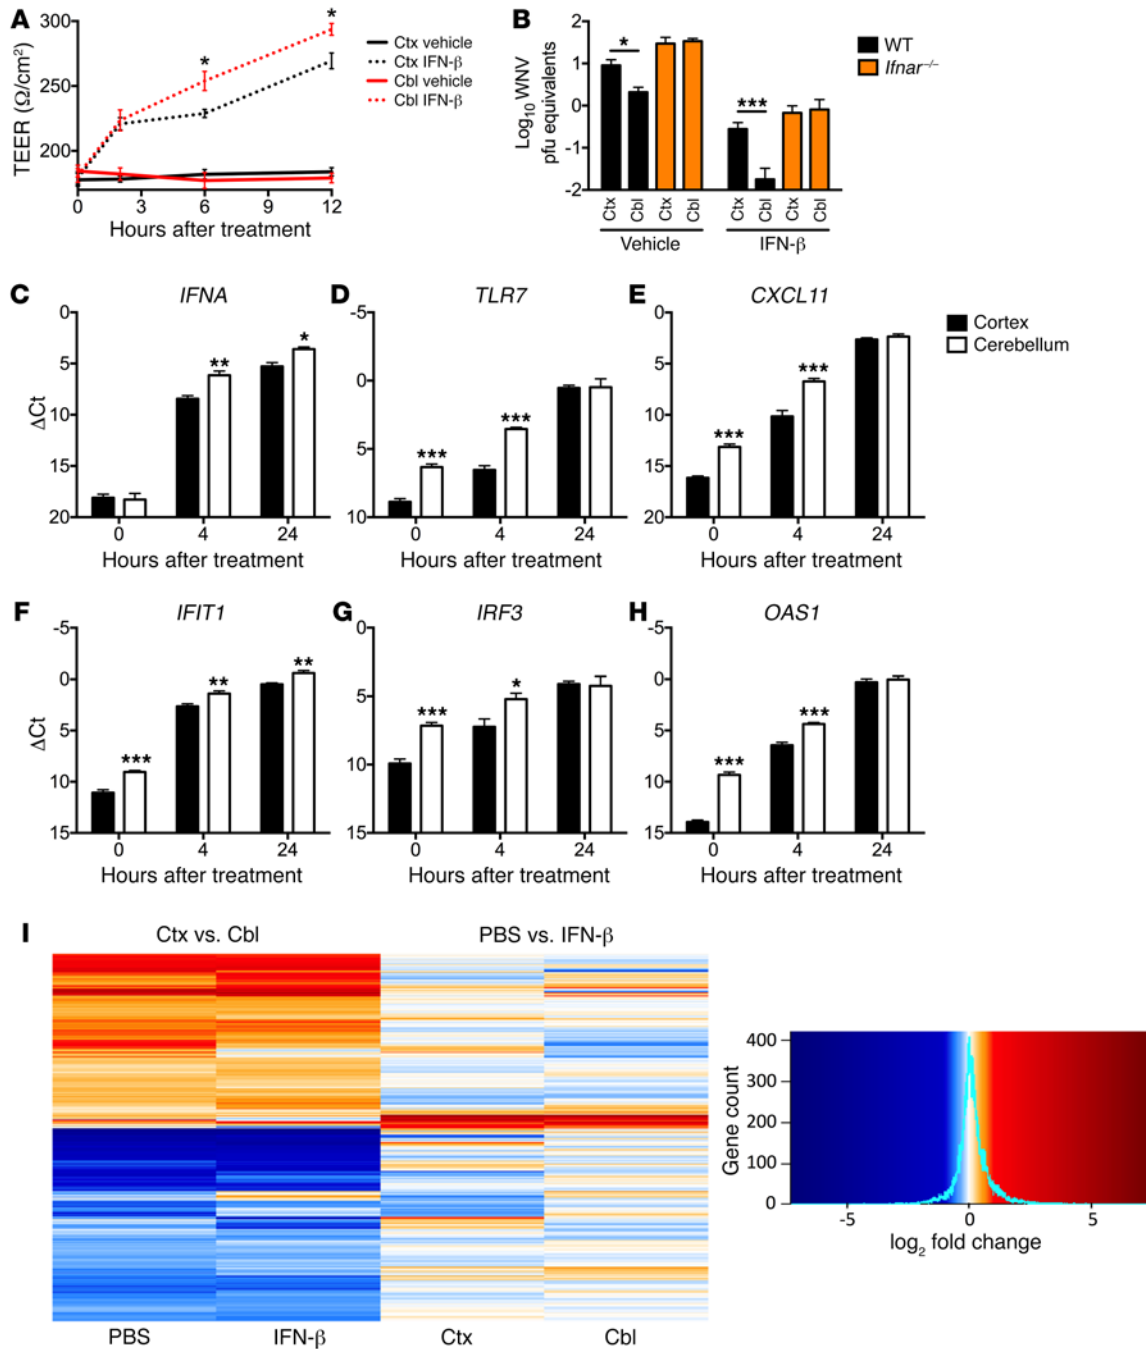 A
300
250
200
TEER (Ω/cm²)
0 3 6 9 12
Hours after treatment
* *
Ctx vehicle
Ctx IFN-β
Cbl vehicle
Cbl IFN-β
B
2
1
0
-1
-2
Log₁₀ WNV
pfu equivalents
* ***
Ctx Cbl Ctx Cbl Ctx Cbl Ctx Cbl
Vehicle IFN-β
WT
Ifnar⁻/⁻
C IFNA
0
5
10
15
20
ΔCt
** *
0 4 24
Hours after treatment
D TLR7
-5
0
5
10
*** ***
0 4 24
Hours after treatment
E CXCL11
0
5
10
15
20
*** ***
0 4 24
Hours after treatment
Cortex
Cerebellum
F IFIT1
-5
0
5
10
15
ΔCt
*** ** **
0 4 24
Hours after treatment
G IRF3
0
5
10
15
*** *
0 4 24
Hours after treatment
H OAS1
-5
0
5
10
15
*** ***
0 4 24
Hours after treatment
I
Ctx vs. Cbl PBS vs. IFN-β
PBS IFN-β Ctx Cbl
400
300
200
100
0
Gene count
-5 0 5
log₂ fold change